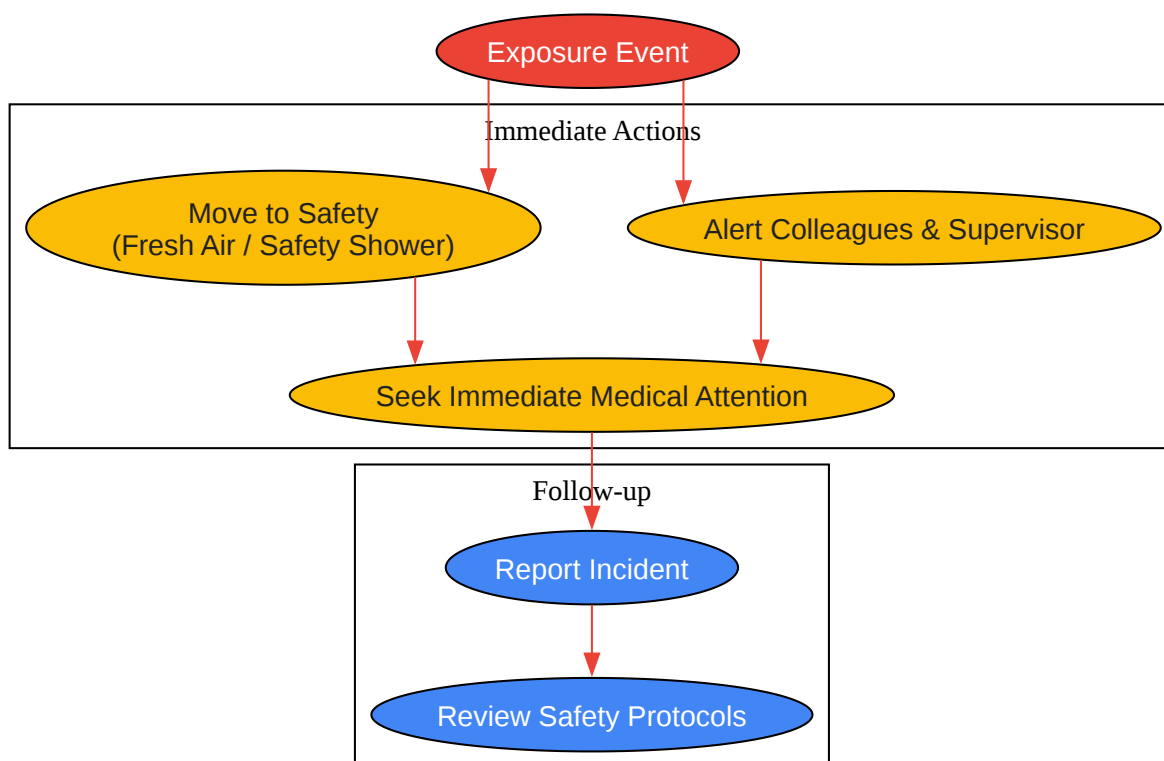 Exposure Event
Immediate Actions
Move to Safety
(Fresh Air / Safety Shower)
Alert Colleagues & Supervisor
Seek Immediate Medical Attention
Follow-up
Report Incident
Review Safety Protocols